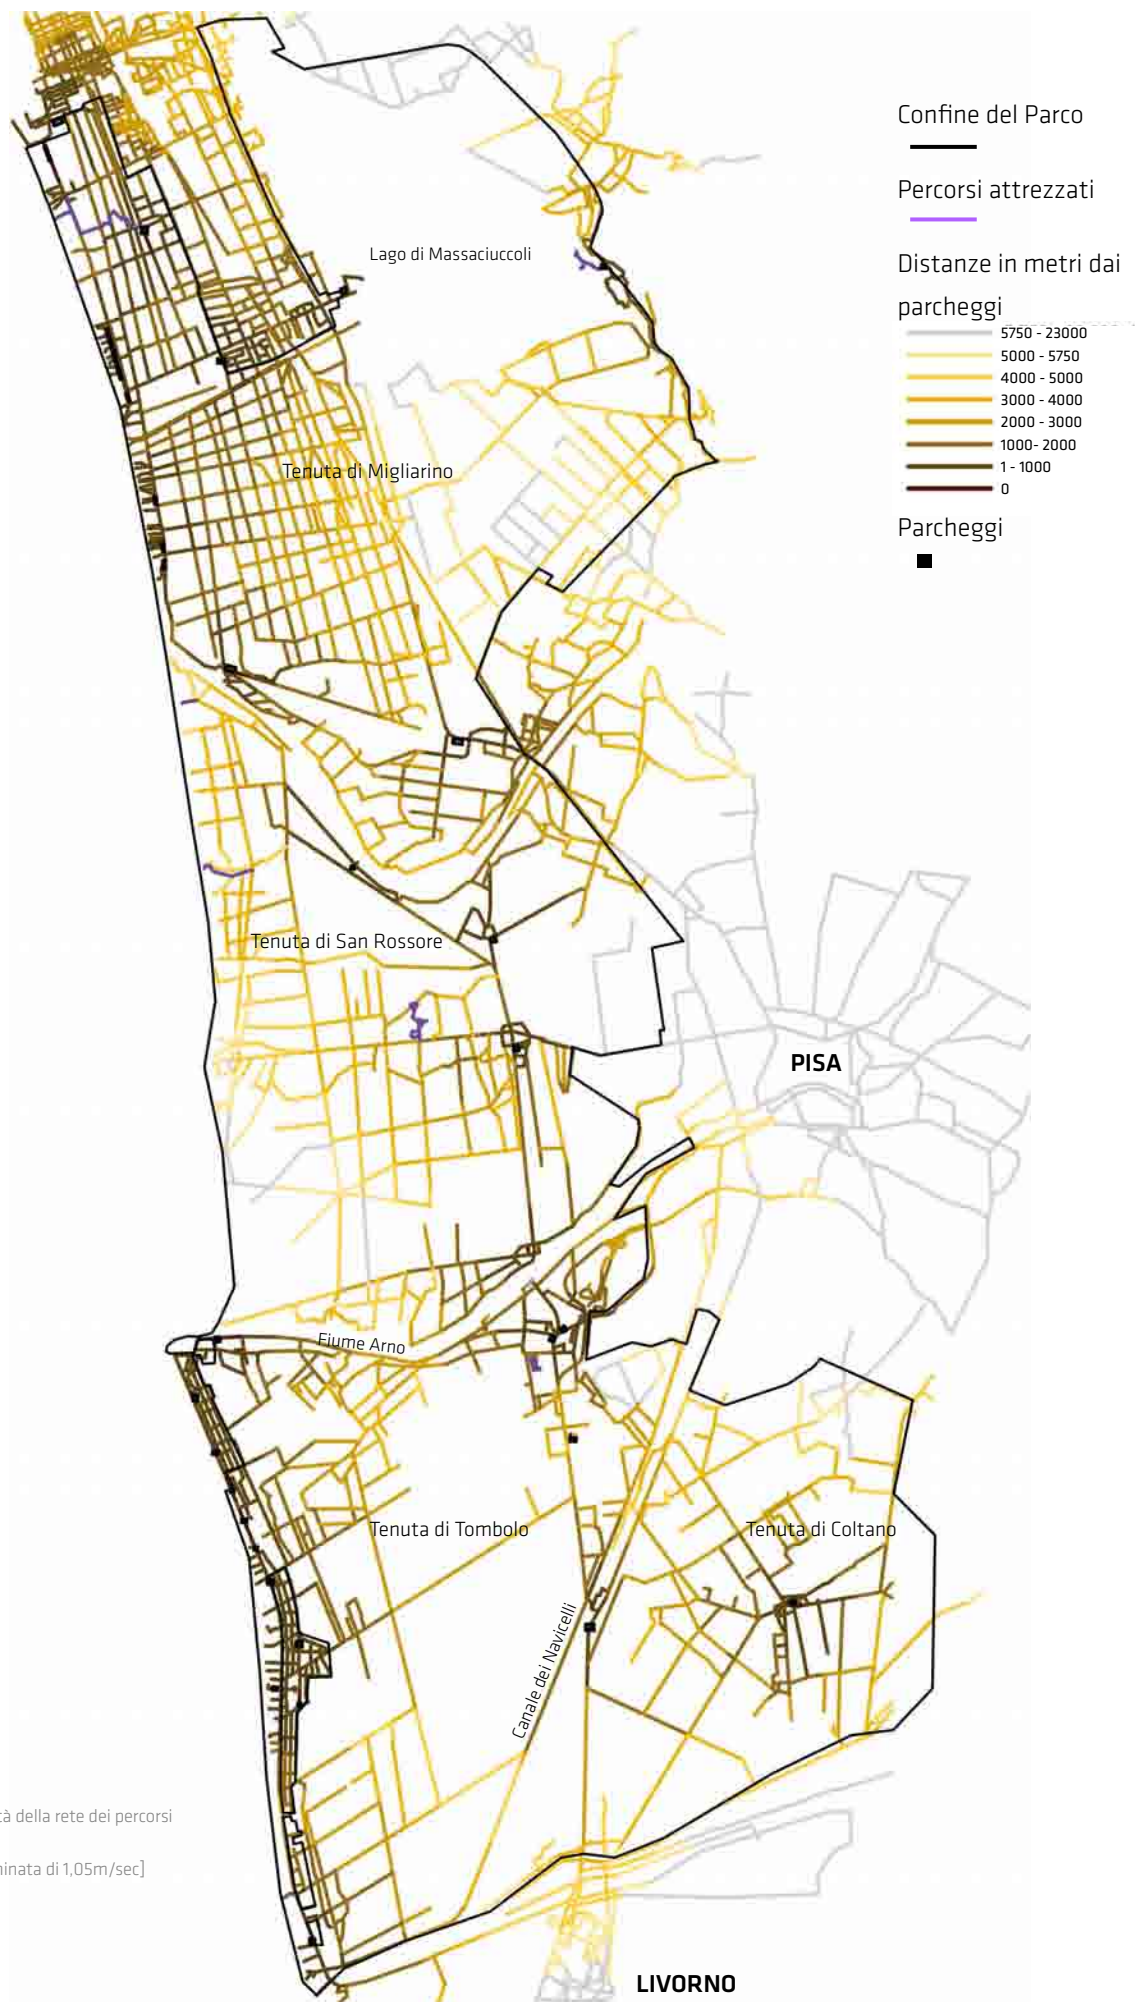 Confine del Parco
Percorsi attrezzati
Distanze in metri dai
parcheggi
5750 - 23000
5000 - 5750
4000 - 5000
3000 - 4000
2000 - 3000
1000- 2000
1 - 1000
0
Parcheggi
Lago di Massaciuccoli
Tenuta di Migliarino
Tenuta di San Rossore
PISA
Fiume Arno
Tenuta di Tombolo
Tenuta di Coltano
Canale dei Navicelli
della rete dei percorsi
di 1,05m/sec]
LIVORNO